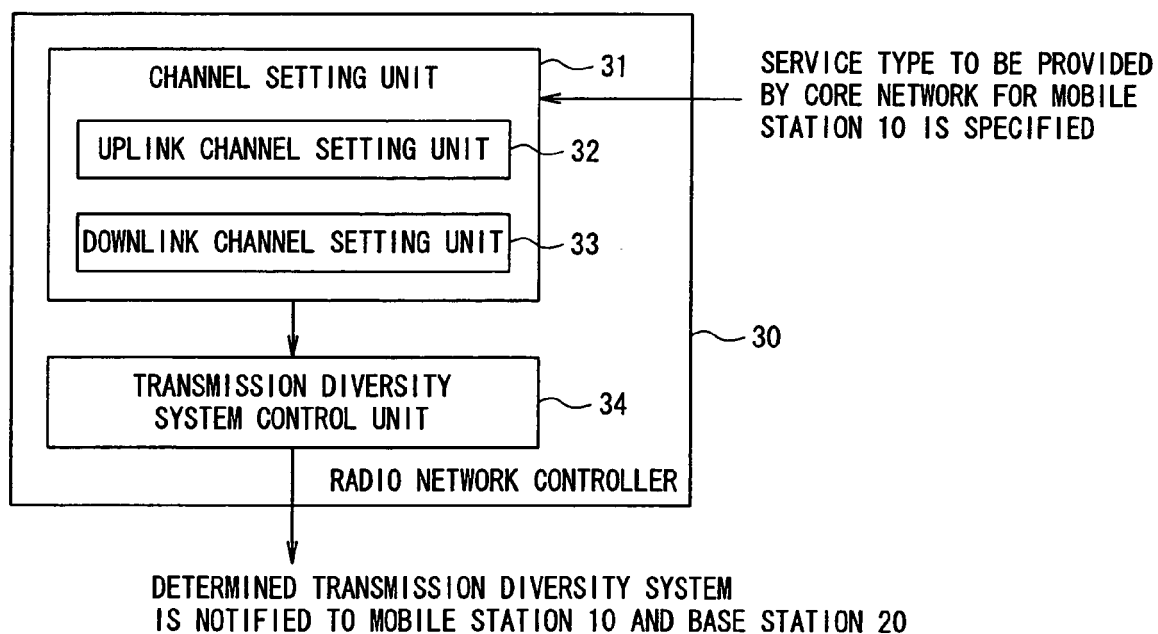 CHANNEL SETTING UNIT
31
SERVICE TYPE TO BE PROVIDED
BY CORE NETWORK FOR MOBILE
STATION 10 IS SPECIFIED
UPLINK CHANNEL SETTING UNIT
32
DOWNLINK CHANNEL SETTING UNIT
33
30
TRANSMISSION DIVERSITY
SYSTEM CONTROL UNIT
34
RADIO NETWORK CONTROLLER
DETERMINED TRANSMISSION DIVERSITY SYSTEM
IS NOTIFIED TO MOBILE STATION 10 AND BASE STATION 20